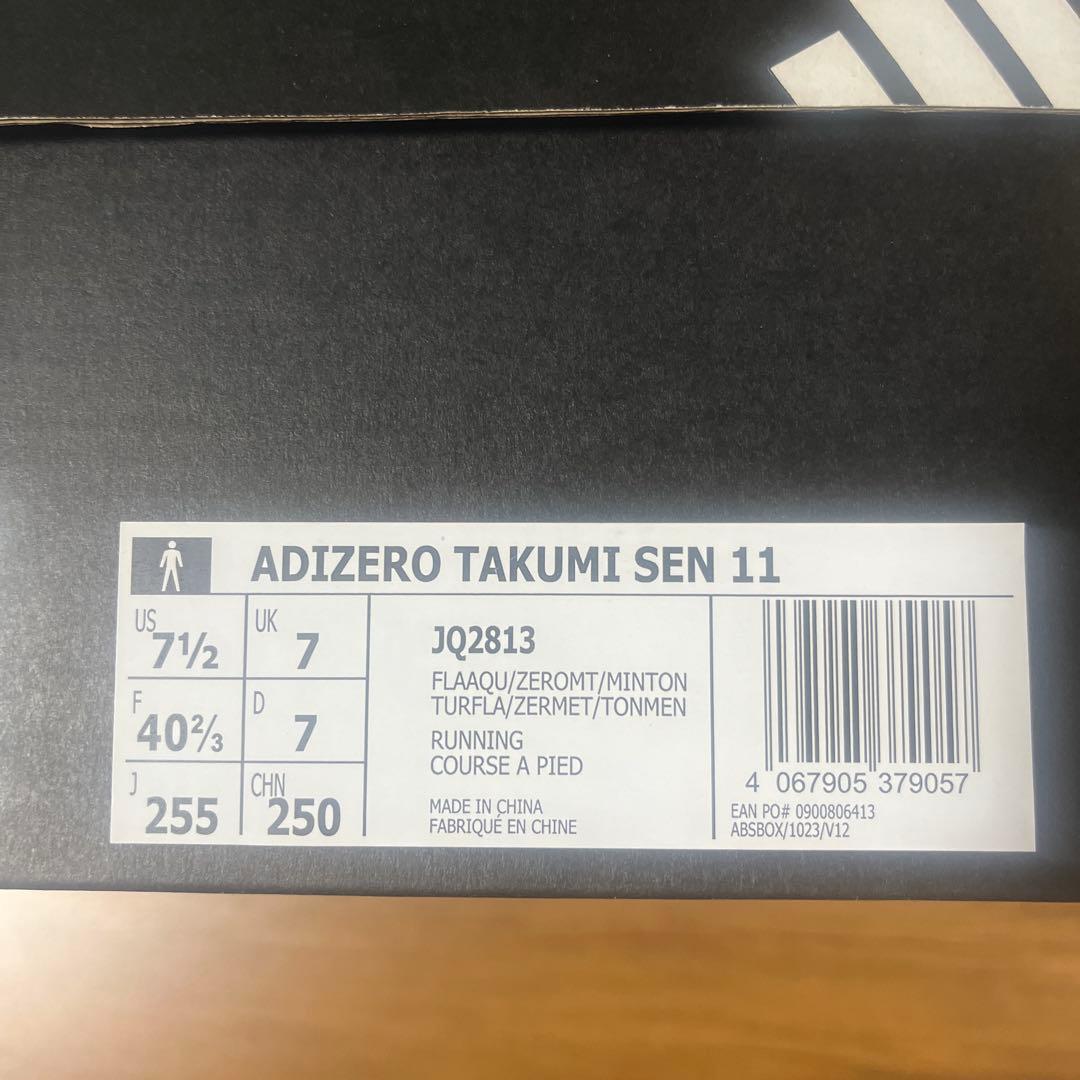 ADIZERO TAKUMI SEN 11
US 7½
UK 7
F 40⅔
D 7
J 255
CHN 250
JQ2813
FLAAQU/ZEROMT/MINTON
TURFLA/ZERMET/TONMEN
RUNNING
COURSE A PIED
MADE IN CHINA
FABRIQUÉ EN CHINE
4 067905 379057
EAN PO# 0900806413
ABSBOX/1023/V12